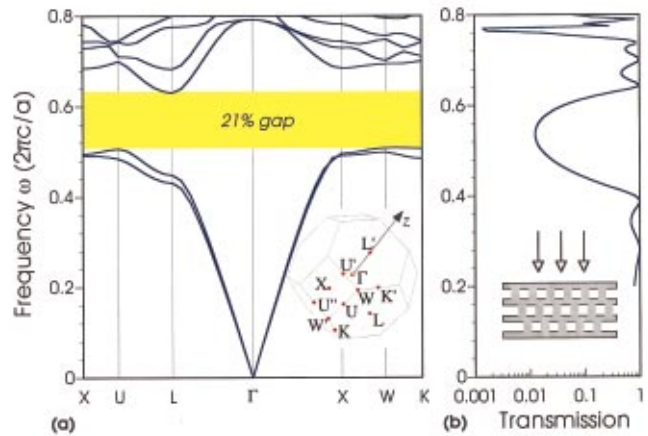 0.8
0.6
0.4
0.2
0
Frequency ω (2πc/a)
21% gap
z
L'
U'
Γ
X
W
K'
U"
U
L
W'
K
X U L Γ X W K
(a)
0.8
0.6
0.4
0.2
0
0.001 0.01 0.1 1
(b) Transmission